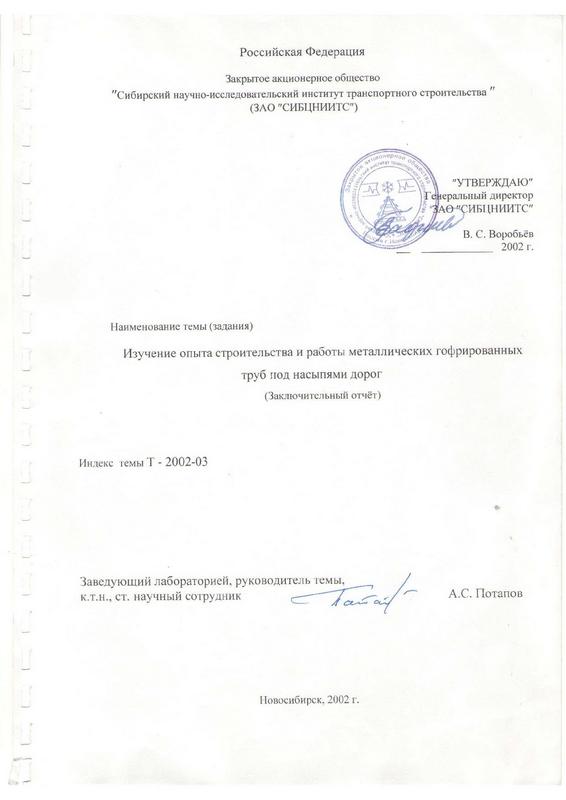 Российская Федерация
Закрытое акционерное общество
"Сибирский научно-исследовательский институт транспортного строительства "
(ЗАО "СИБЦНИИТС")
"УТВЕРЖДАЮ"
Генеральный директор
ЗАО "СИБЦНИИТС"
В. С. Воробьёв
2002 г.
Наименование темы (задания)
Изучение опыта строительства и работы металлических гофрированных
труб под насыпями дорог
(Заключительный отчёт)
Индекс темы Т - 2002-03
Заведующий лабораторией, руководитель темы,
к.т.н., ст. научный сотрудник А.С. Потапов
Новосибирск, 2002 г.